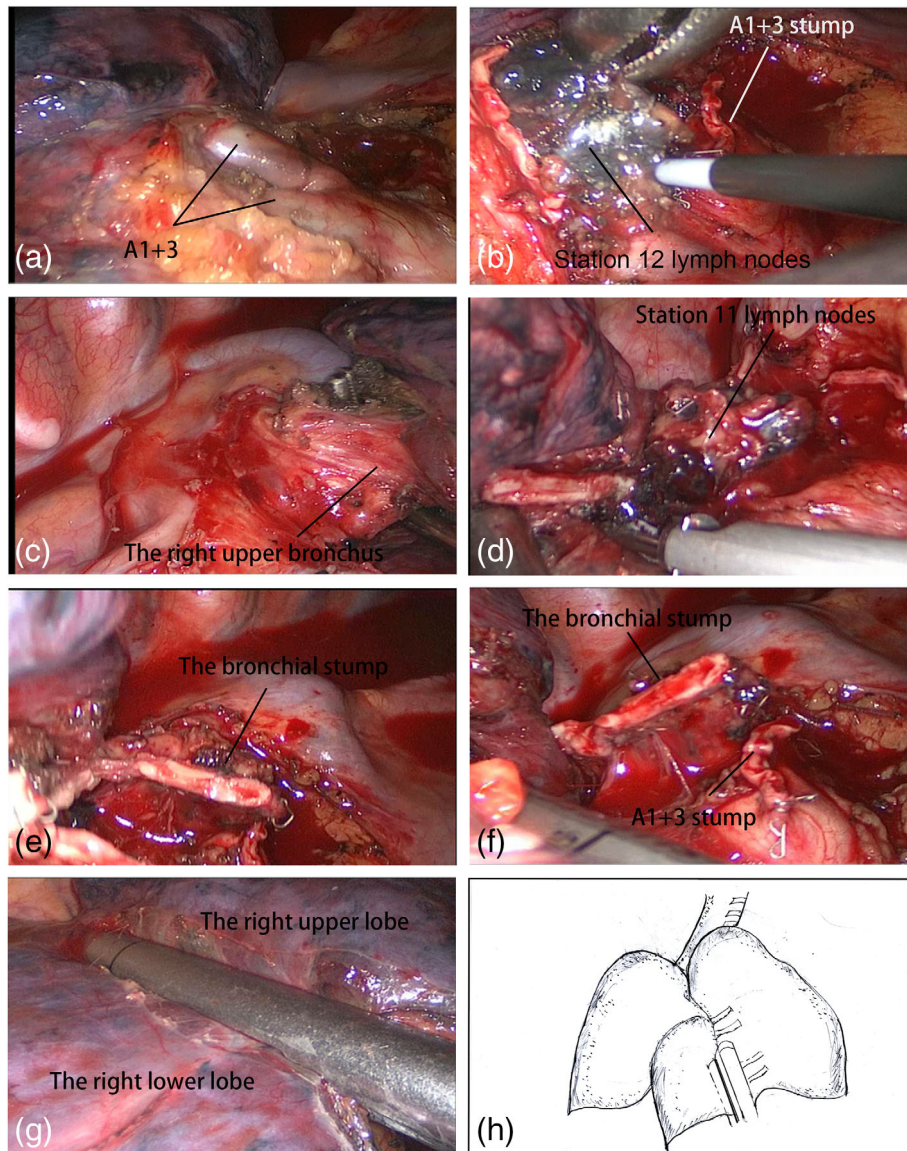 A1+3
(a)
A1+3 stump
Station 12 lymph nodes
(b)
The right upper bronchus
(c)
Station 11 lymph nodes
(d)
The bronchial stump
(e)
The bronchial stump
A1+3 stump
(f)
The right upper lobe
The right lower lobe
(g)
(h)